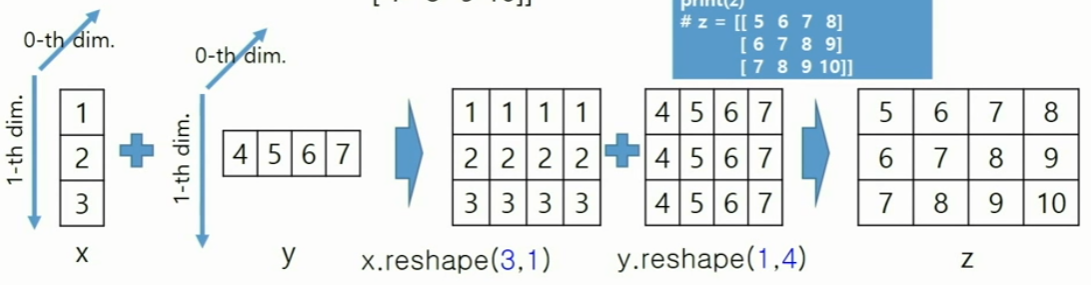 print(z)
# z = [[ 5 6 7 8]
[ 6 7 8 9]
[ 7 8 9 10]]
0-th dim.
1-th dim.
1
2
3
x
0-th dim.
1-th dim.
4 5 6 7
y
1 1 1 1
2 2 2 2
3 3 3 3
x.reshape(3,1)
4 5 6 7
4 5 6 7
4 5 6 7
y.reshape(1,4)
5 6 7 8
6 7 8 9
7 8 9 10
z